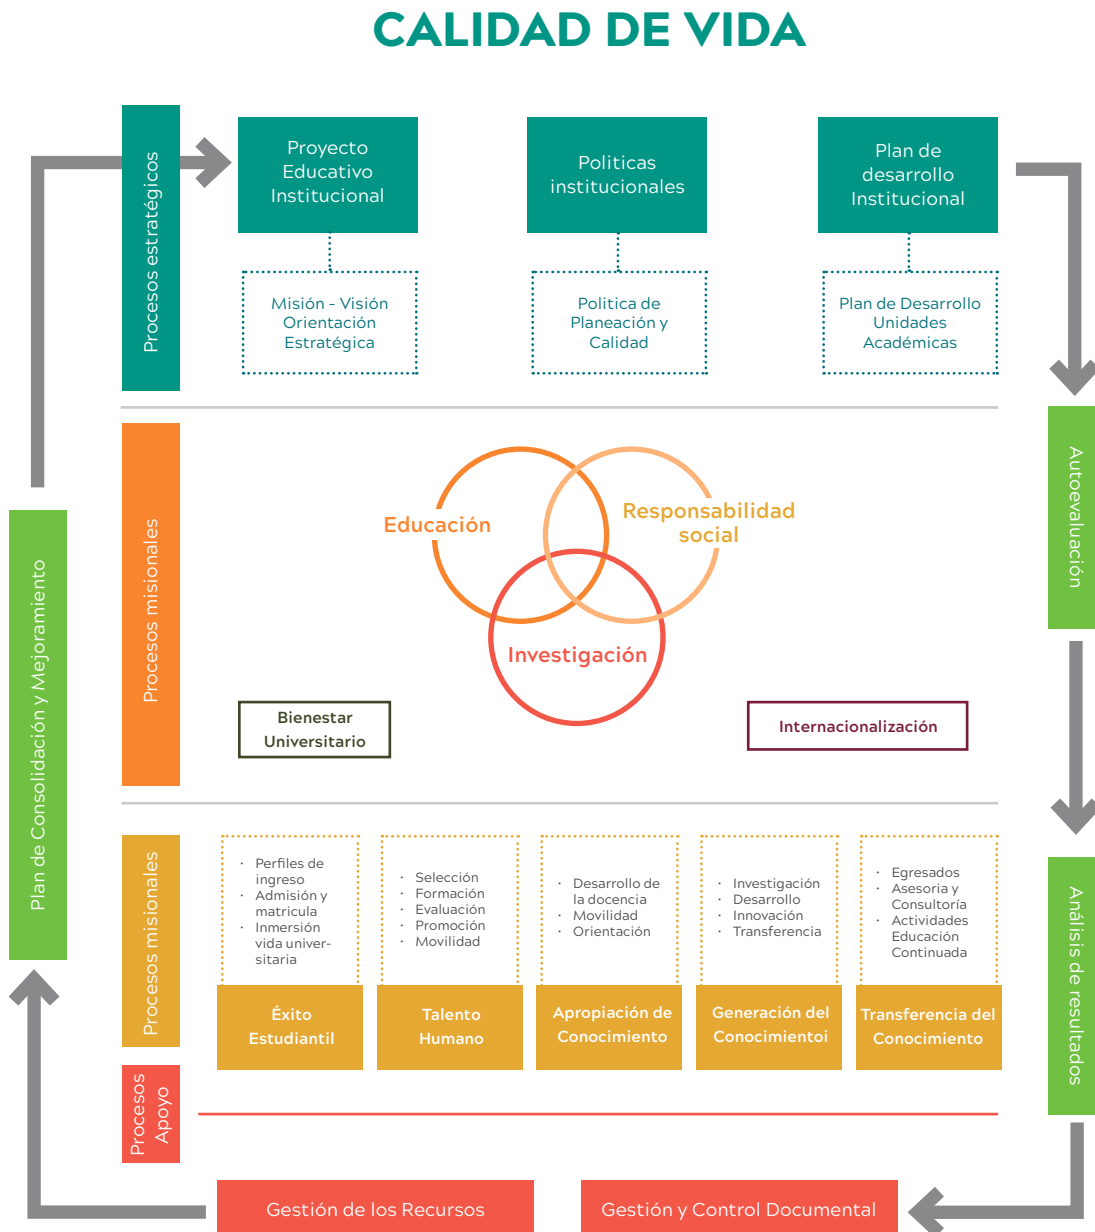 CALIDAD DE VIDA
Procesos estratégicos
Proyecto
Educativo
Institucional
Politicas
institucionales
Plan de
desarrollo
Institucional
Misión - Visión
Orientación
Estratégica
Politica de
Planeación y
Calidad
Plan de Desarrollo
Unidades
Académicas
Autoevaluación
Procesos misionales
Educación
Responsabilidad
social
Investigación
Bienestar
Universitario
Internacionalización
Plan de Consolidación y Mejoramiento
Procesos misionales
· Perfiles de
ingreso
· Admisión y
matricula
· Inmersión
vida univer-
sitaria
· Selección
· Formación
· Evaluación
· Promoción
· Movilidad
· Desarrollo de
la docencia
· Movilidad
· Orientación
· Investigación
· Desarrollo
· Innovación
· Transferencia
· Egresados
· Asesoria y
Consultoría
· Actividades
Educación
Continuada
Éxito
Estudiantil
Talento
Humano
Apropiación de
Conocimiento
Generación del
Conocimientoi
Transferencia del
Conocimiento
Análisis de resultados
Procesos
Apoyo
Gestión de los Recursos
Gestión y Control Documental